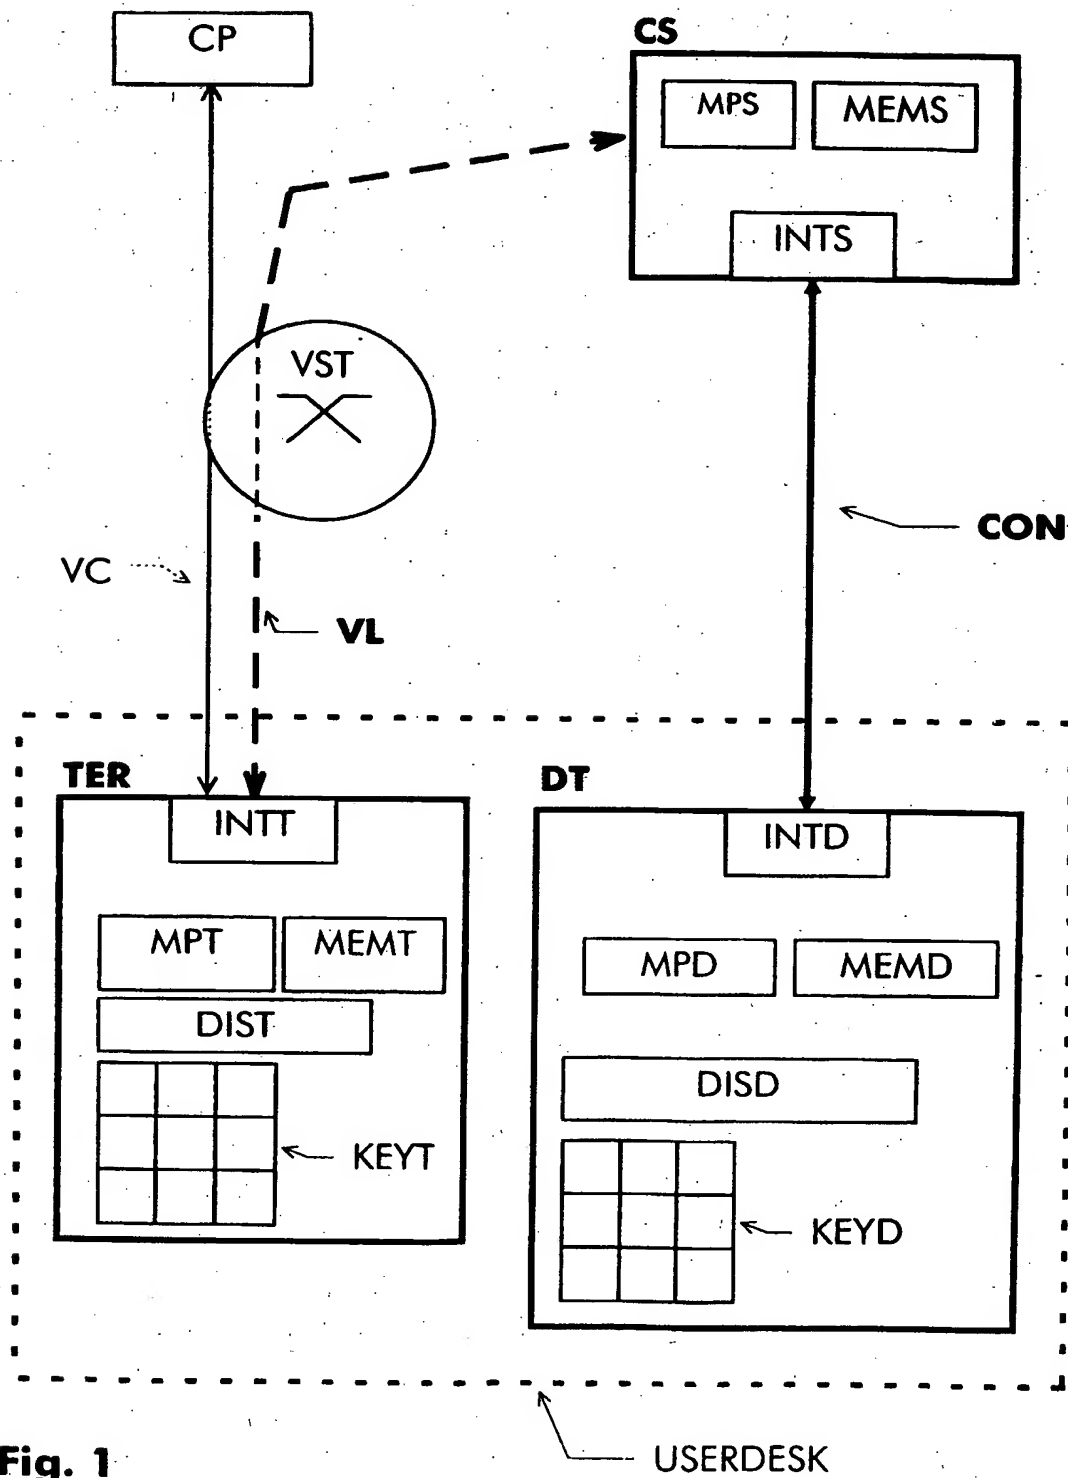 CP
CS
MPS
MEMS
INTS
VST
CON
VC
VL
TER
DT
INTT
INTD
MPT
MEMT
MPD
MEMD
DIST
DISD
KEYT
KEYD
USERDESK
Fig. 1